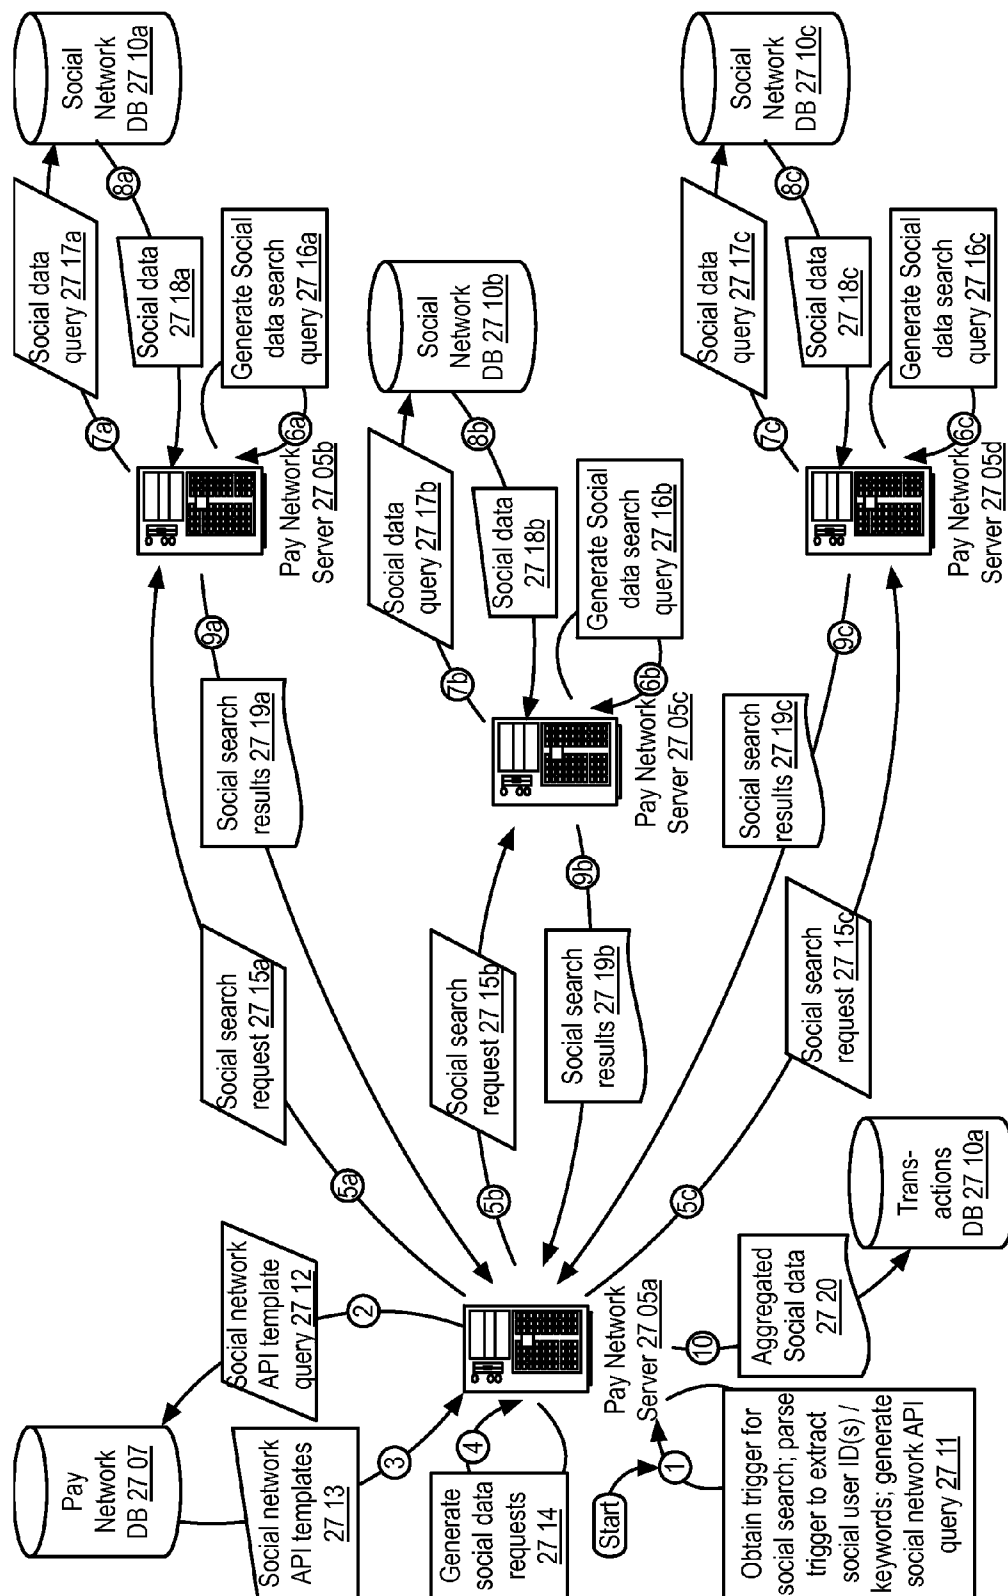 Pay
Network
DB 27 07
Social network
API template
query 27 12
2
Social network
API templates
27 13
3
Generate
social data
requests
27 14
4
Start
1
Obtain trigger for
social search; parse
trigger to extract
social user ID(s) /
keywords; generate
social network API
query 27 11
Pay Network
Server 27 05a
10
Aggregated
Social data
27 20
Trans-
actions
DB 27 10a
5a
Social search
request 27 15a
9a
Social search
results 27 19a
5b
Social search
request 27 15b
9b
Social search
results 27 19b
5c
Social search
request 27 15c
9c
Social search
results 27 19c
Pay Network
Server 27 05b
6a
Generate Social
data search
query 27 16a
7a
Social data
query 27 17a
8a
Social data
27 18a
Social
Network
DB 27 10a
Pay Network
Server 27 05c
6b
Generate Social
data search
query 27 16b
7b
Social data
query 27 17b
8b
Social data
27 18b
Social
Network
DB 27 10b
Pay Network
Server 27 05d
6c
Generate Social
data search
query 27 16c
7c
Social data
query 27 17c
8c
Social data
27 18c
Social
Network
DB 27 10c